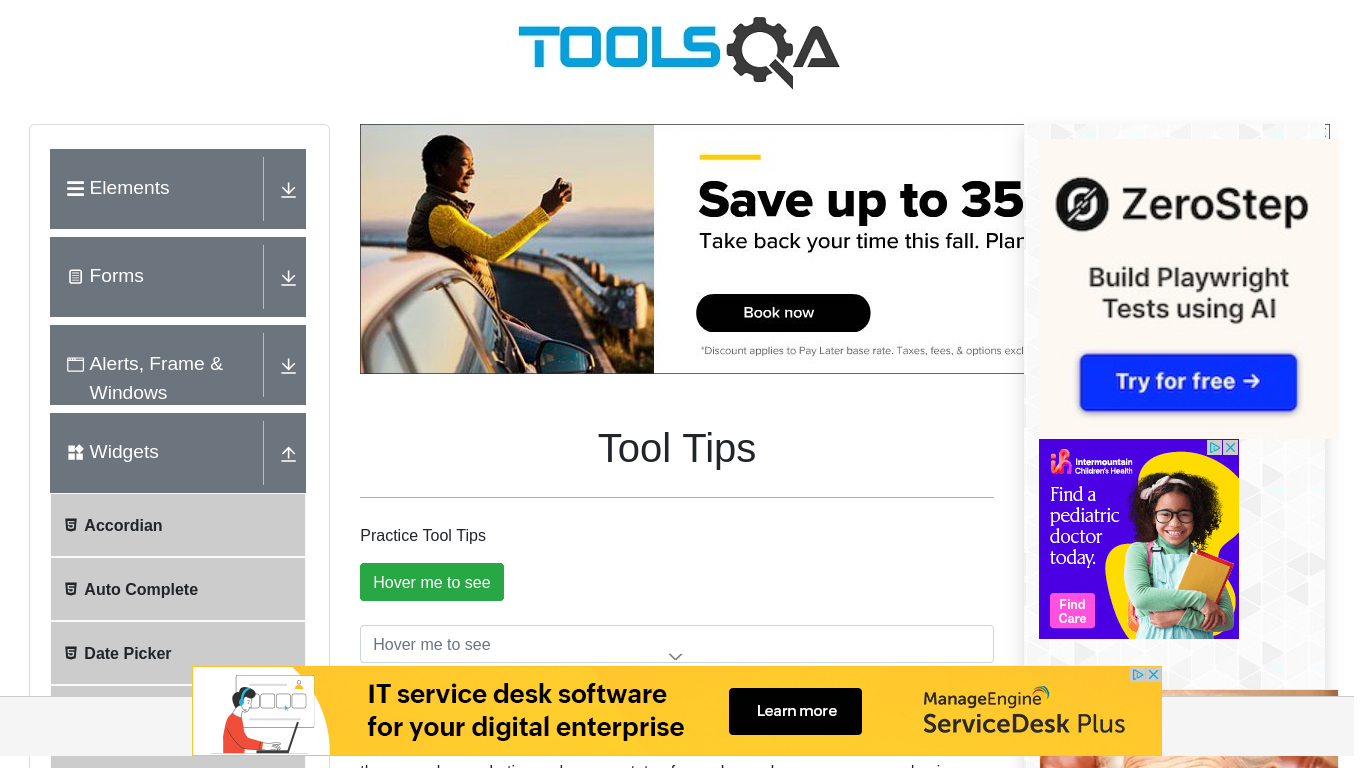 TOOLSQA
Elements
Forms
Alerts, Frame &
Windows
Widgets
Accordian
Auto Complete
Date Picker
Save up to 35
Take back your time this fall. Plan
Book now
*Discount applies to Pay Later base rate. Taxes, fees, & options excl
Tool Tips
Practice Tool Tips
Hover me to see
Hover me to see
ZeroStep
Build Playwright
Tests using AI
Try for free →
Intermountain
Children's Health
Find a
pediatric
doctor
today.
Find
Care
IT service desk software
for your digital enterprise
Learn more
ManageEngine
ServiceDesk Plus